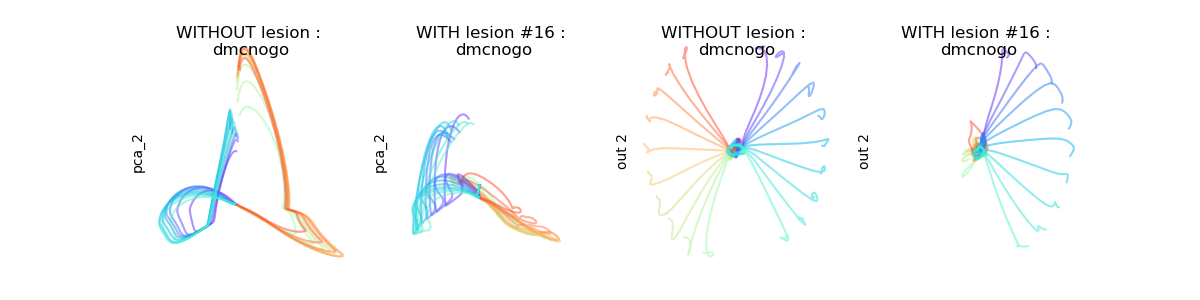 WITHOUT lesion :
dmcnogo
pca_2
WITH lesion #16 :
dmcnogo
pca_2
WITHOUT lesion :
dmcnogo
out 2
WITH lesion #16 :
dmcnogo
out 2